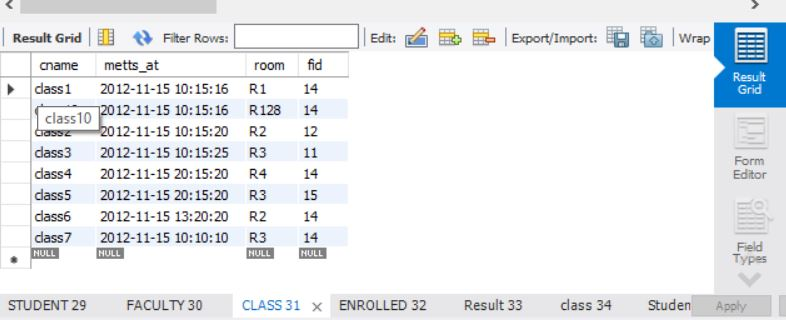 Result Grid Filter Rows: Edit: Export/Import: Wrap
cname metts_at room fid
class1 2012-11-15 10:15:16 R1 14
class10 2012-11-15 10:15:16 R128 14
class2 2012-11-15 10:15:20 R2 12
class3 2012-11-15 10:15:25 R3 11
class4 2012-11-15 20:15:20 R4 14
class5 2012-11-15 20:15:20 R3 15
class6 2012-11-15 13:20:20 R2 14
class7 2012-11-15 10:10:10 R3 14
NULL NULL NULL NULL
Result
Grid
Form
Editor
Field
Types
STUDENT 29 FACULTY 30 CLASS 31 × ENROLLED 32 Result 33 class 34 Studen Apply